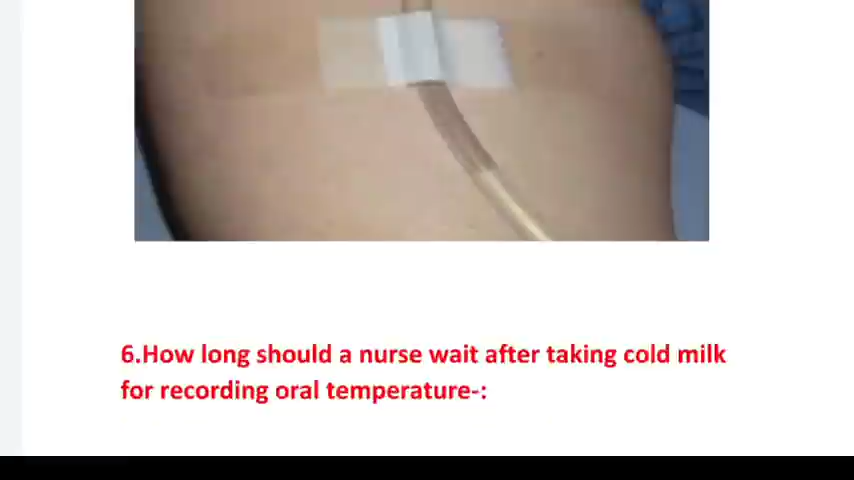 6.How long should a nurse wait after taking cold milk
for recording oral temperature-: